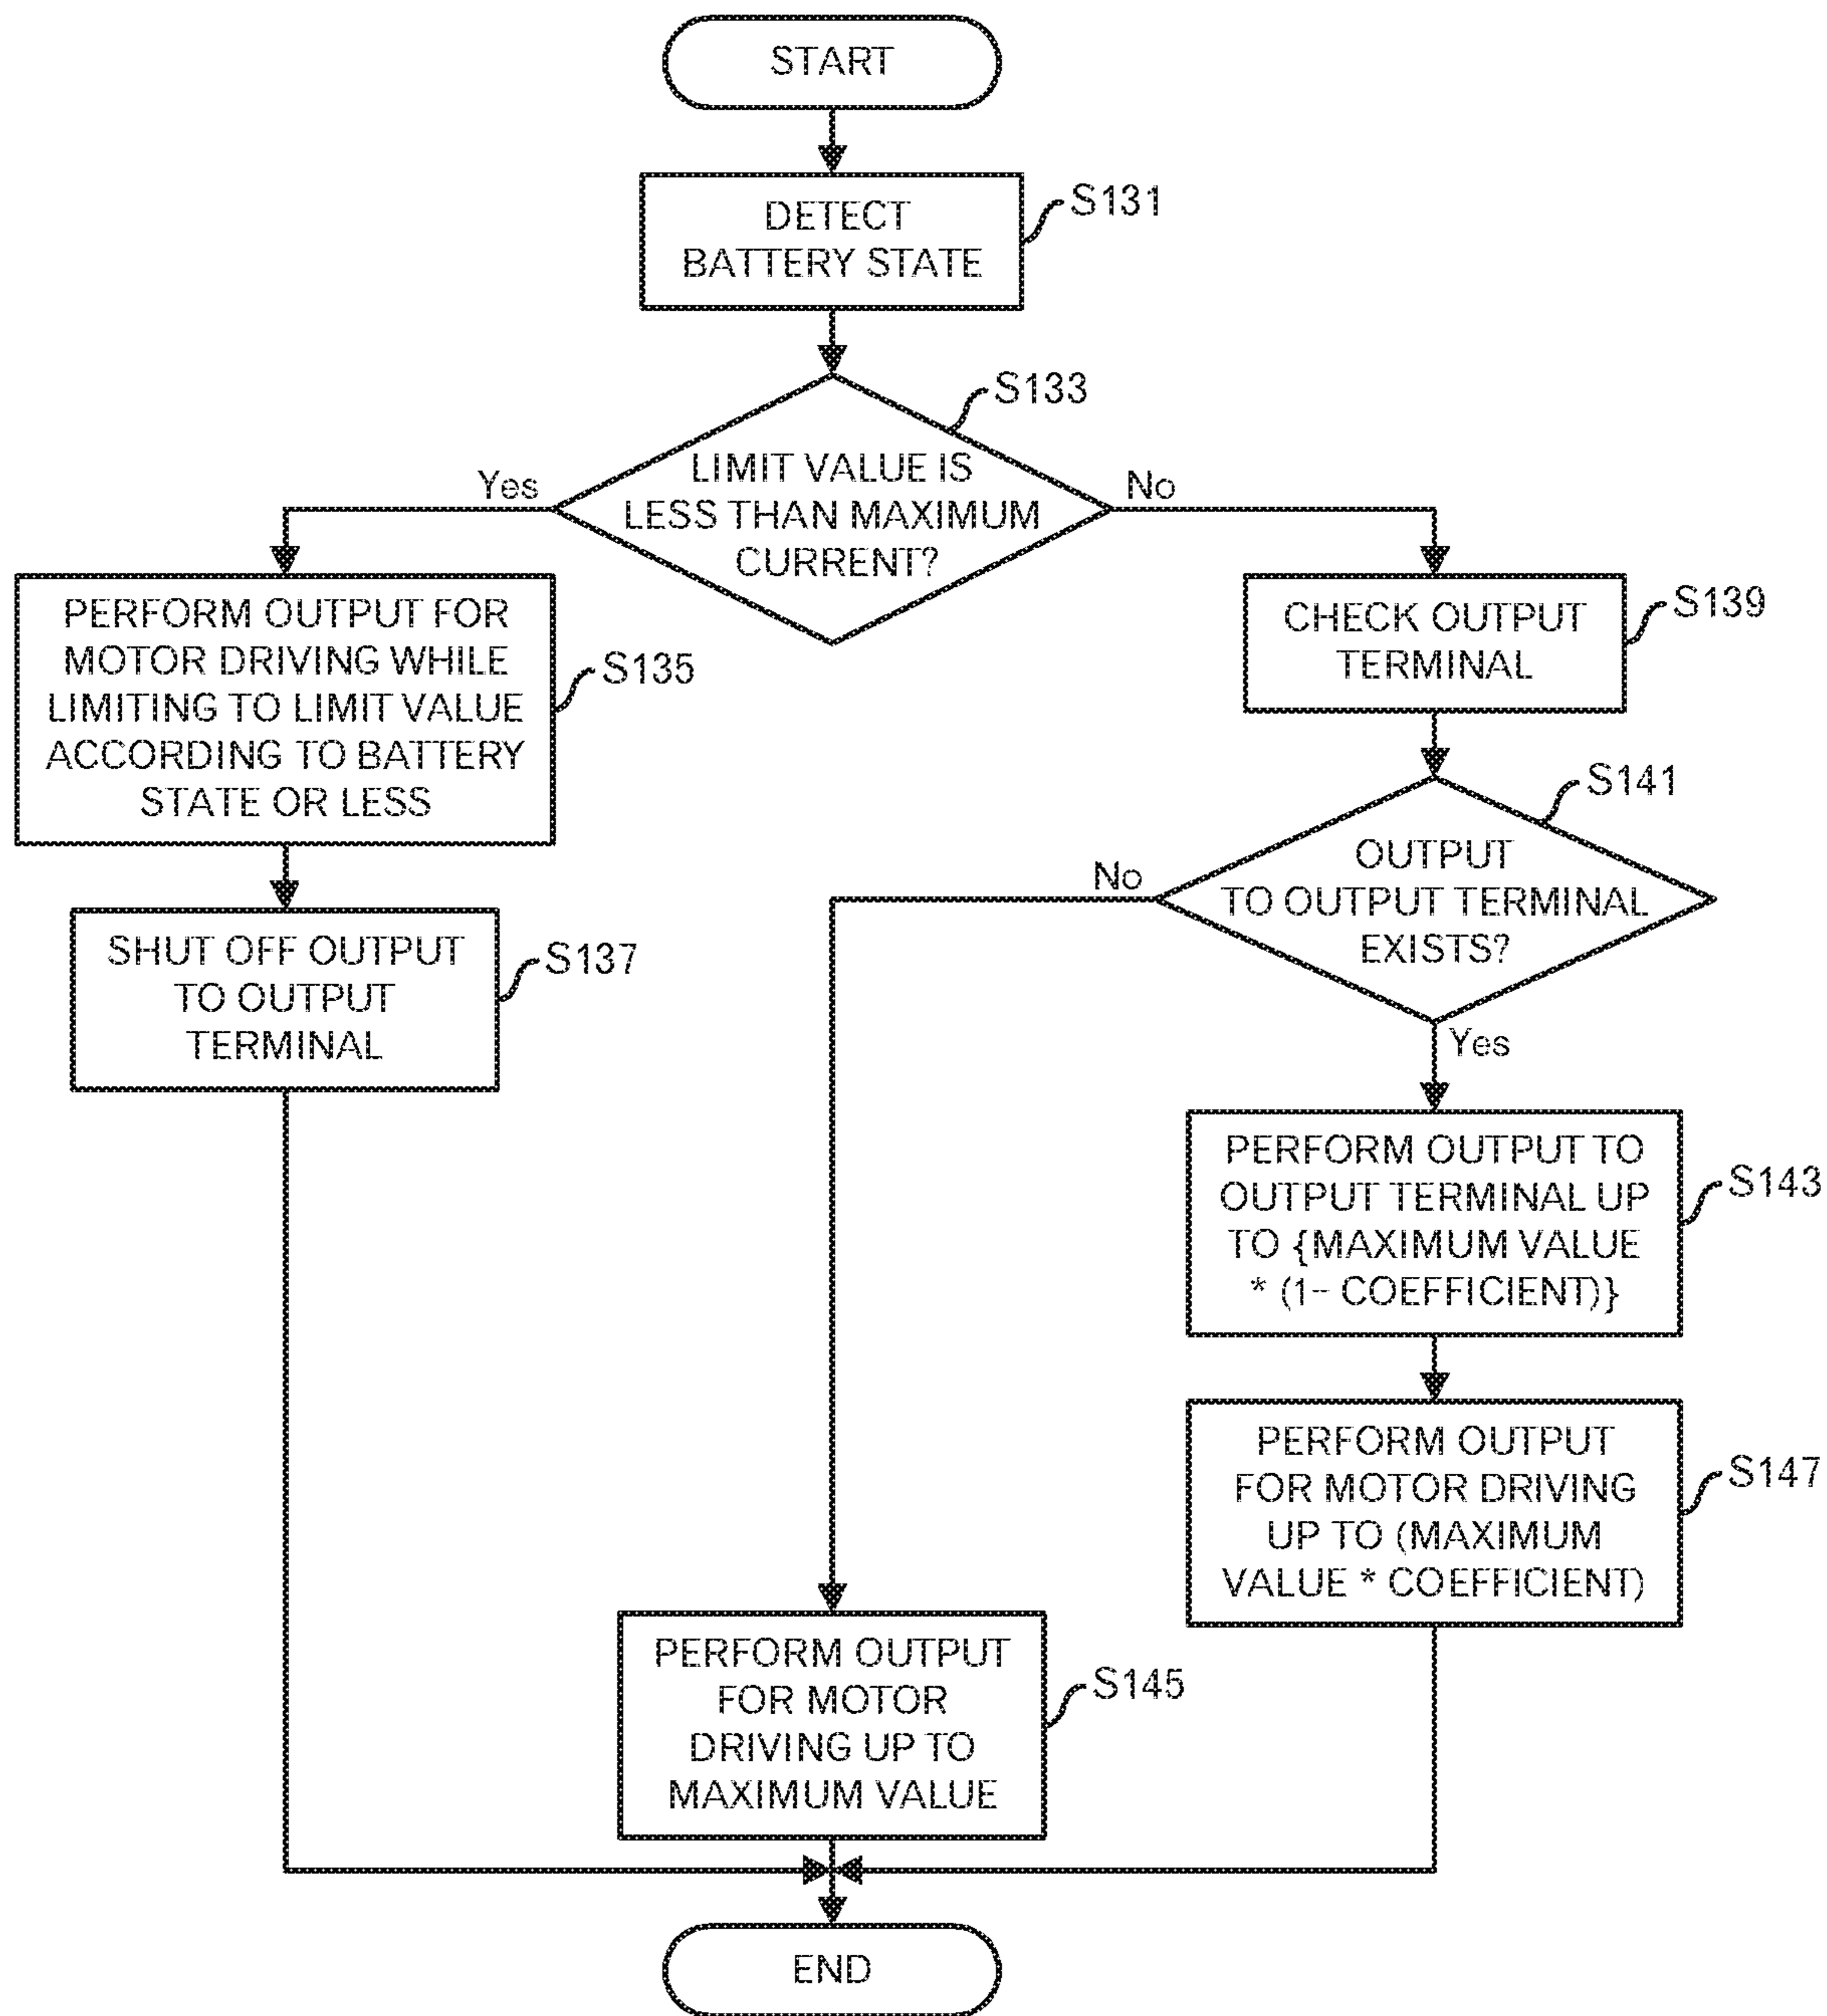 START
DETECT
BATTERY STATE
S131
S133
LIMIT VALUE IS
LESS THAN MAXIMUM
CURRENT?
Yes
No
PERFORM OUTPUT FOR
MOTOR DRIVING WHILE
LIMITING TO LIMIT VALUE
ACCORDING TO BATTERY
STATE OR LESS
S135
SHUT OFF OUTPUT
TO OUTPUT
TERMINAL
S137
CHECK OUTPUT
TERMINAL
S139
S141
OUTPUT
TO OUTPUT TERMINAL
EXISTS?
No
Yes
PERFORM OUTPUT TO
OUTPUT TERMINAL UP
TO {MAXIMUM VALUE
* (1- COEFFICIENT)}
S143
PERFORM OUTPUT
FOR MOTOR DRIVING
UP TO (MAXIMUM
VALUE * COEFFICIENT)
S147
PERFORM OUTPUT
FOR MOTOR
DRIVING UP TO
MAXIMUM VALUE
S145
END